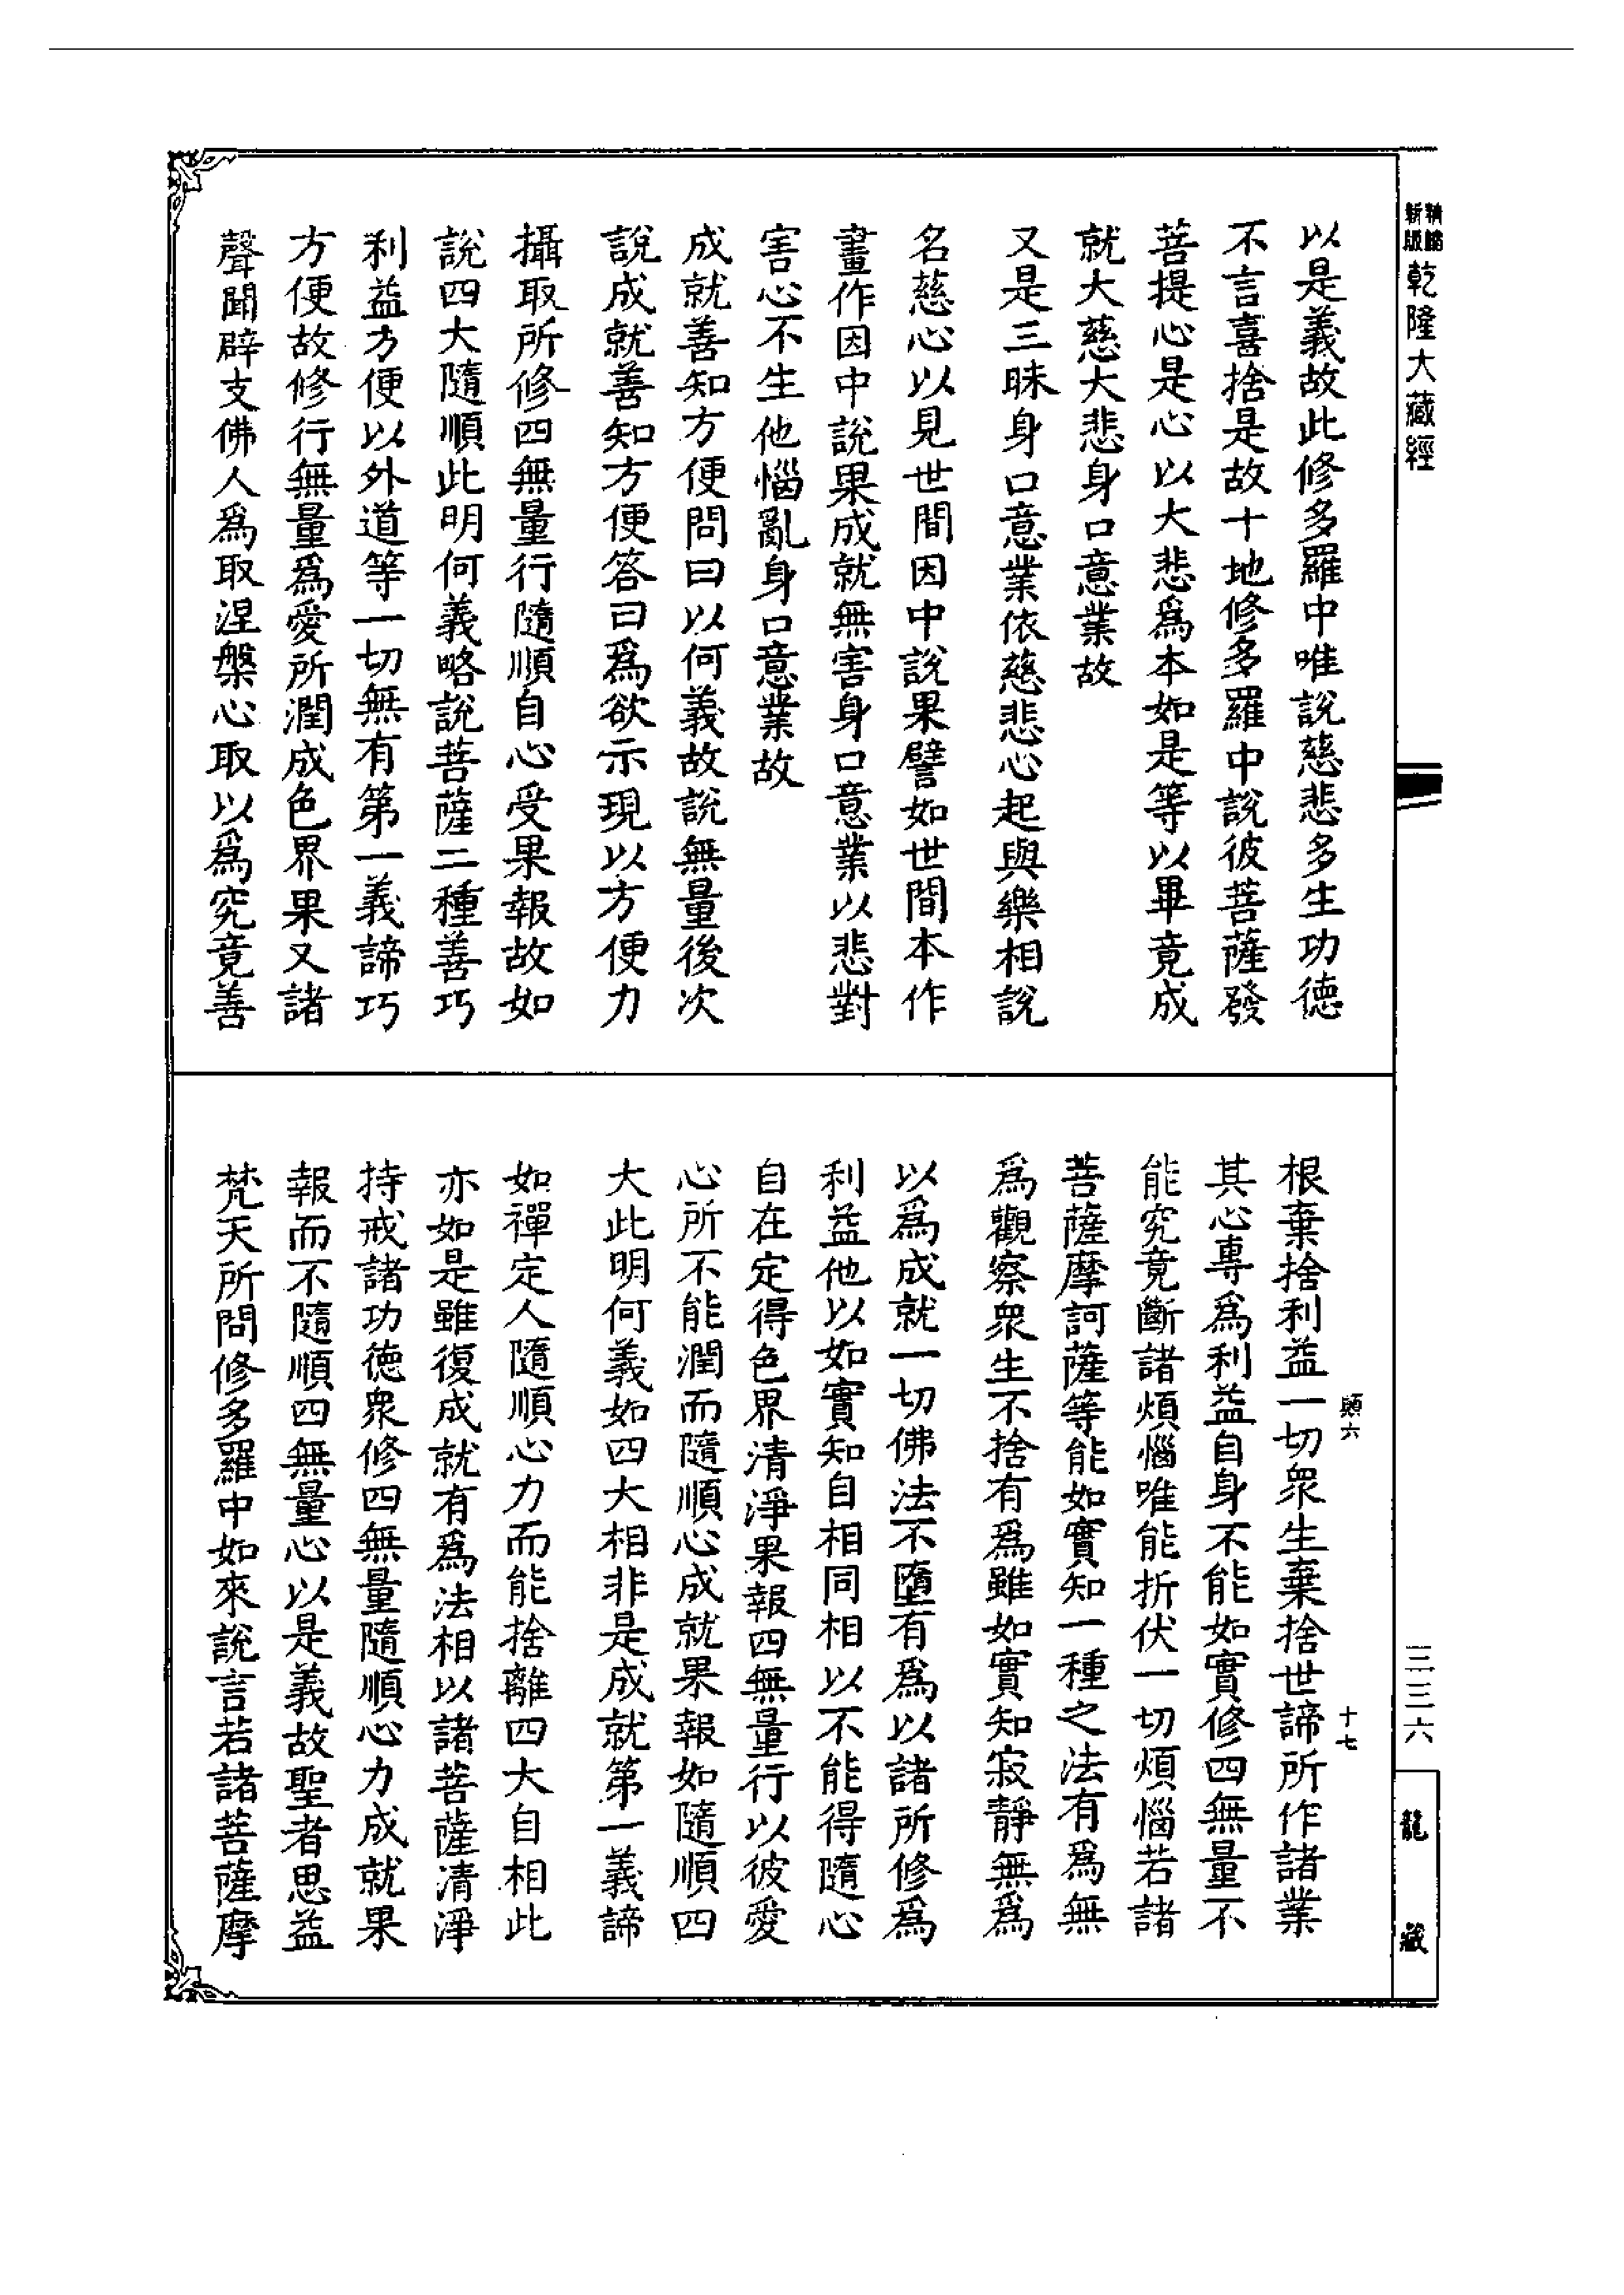 精縮
新版
乾隆大藏經
以是義故此修多羅中唯說慈悲多生功德
不言喜捨是故十地修多羅中說彼菩薩發
菩提心是心以大悲爲本如是等以畢竟成
就大慈大悲身口意業故
又是三昧身口意業依慈悲心起與樂相說
名慈心以見世間因中說果譬如世間本作
畫作因中說果成就無害身口意業以悲對
害心不生他惱亂身口意業故
成就善知方便問曰以何義故說無量後次
說成就善知方便答曰爲欲示現以方便力
攝取所修四無量行隨順自心受果報故如
說四大隨順此明何義略說菩薩二種善巧
利益方便以外道等一切無有第一義諦巧
方便故修行無量爲愛所潤成色界果又諸
聲聞辟支佛人爲取涅槃心取以爲究竟善
根棄捨利益一切衆生棄捨世諦所作諸業
其心專爲利益自身不能如實修四無量不
能究竟斷諸煩惱唯能折伏一切煩惱若諸
菩薩摩訶薩等能如實知一種之法有爲無
爲觀察衆生不捨有爲雖如實知寂靜無爲
以爲成就一切佛法不墮有爲以諸所修爲
利益他以如實知自相同相以不能得隨心
自在定得色界清淨果報四無量行以彼愛
心所不能潤而隨順心成就果報如隨順四
大此明何義如四大相非是成就第一義諦
如禪定人隨順心力而能捨離四大自相此
亦如是雖復成就有爲法相以諸菩薩清淨
持戒諸功德衆修四無量隨順心力成就果
報而不隨順四無量心以是義故聖者思益
梵天所問修多羅中如來說言若諸菩薩摩
六
十七
三三六
龍藏